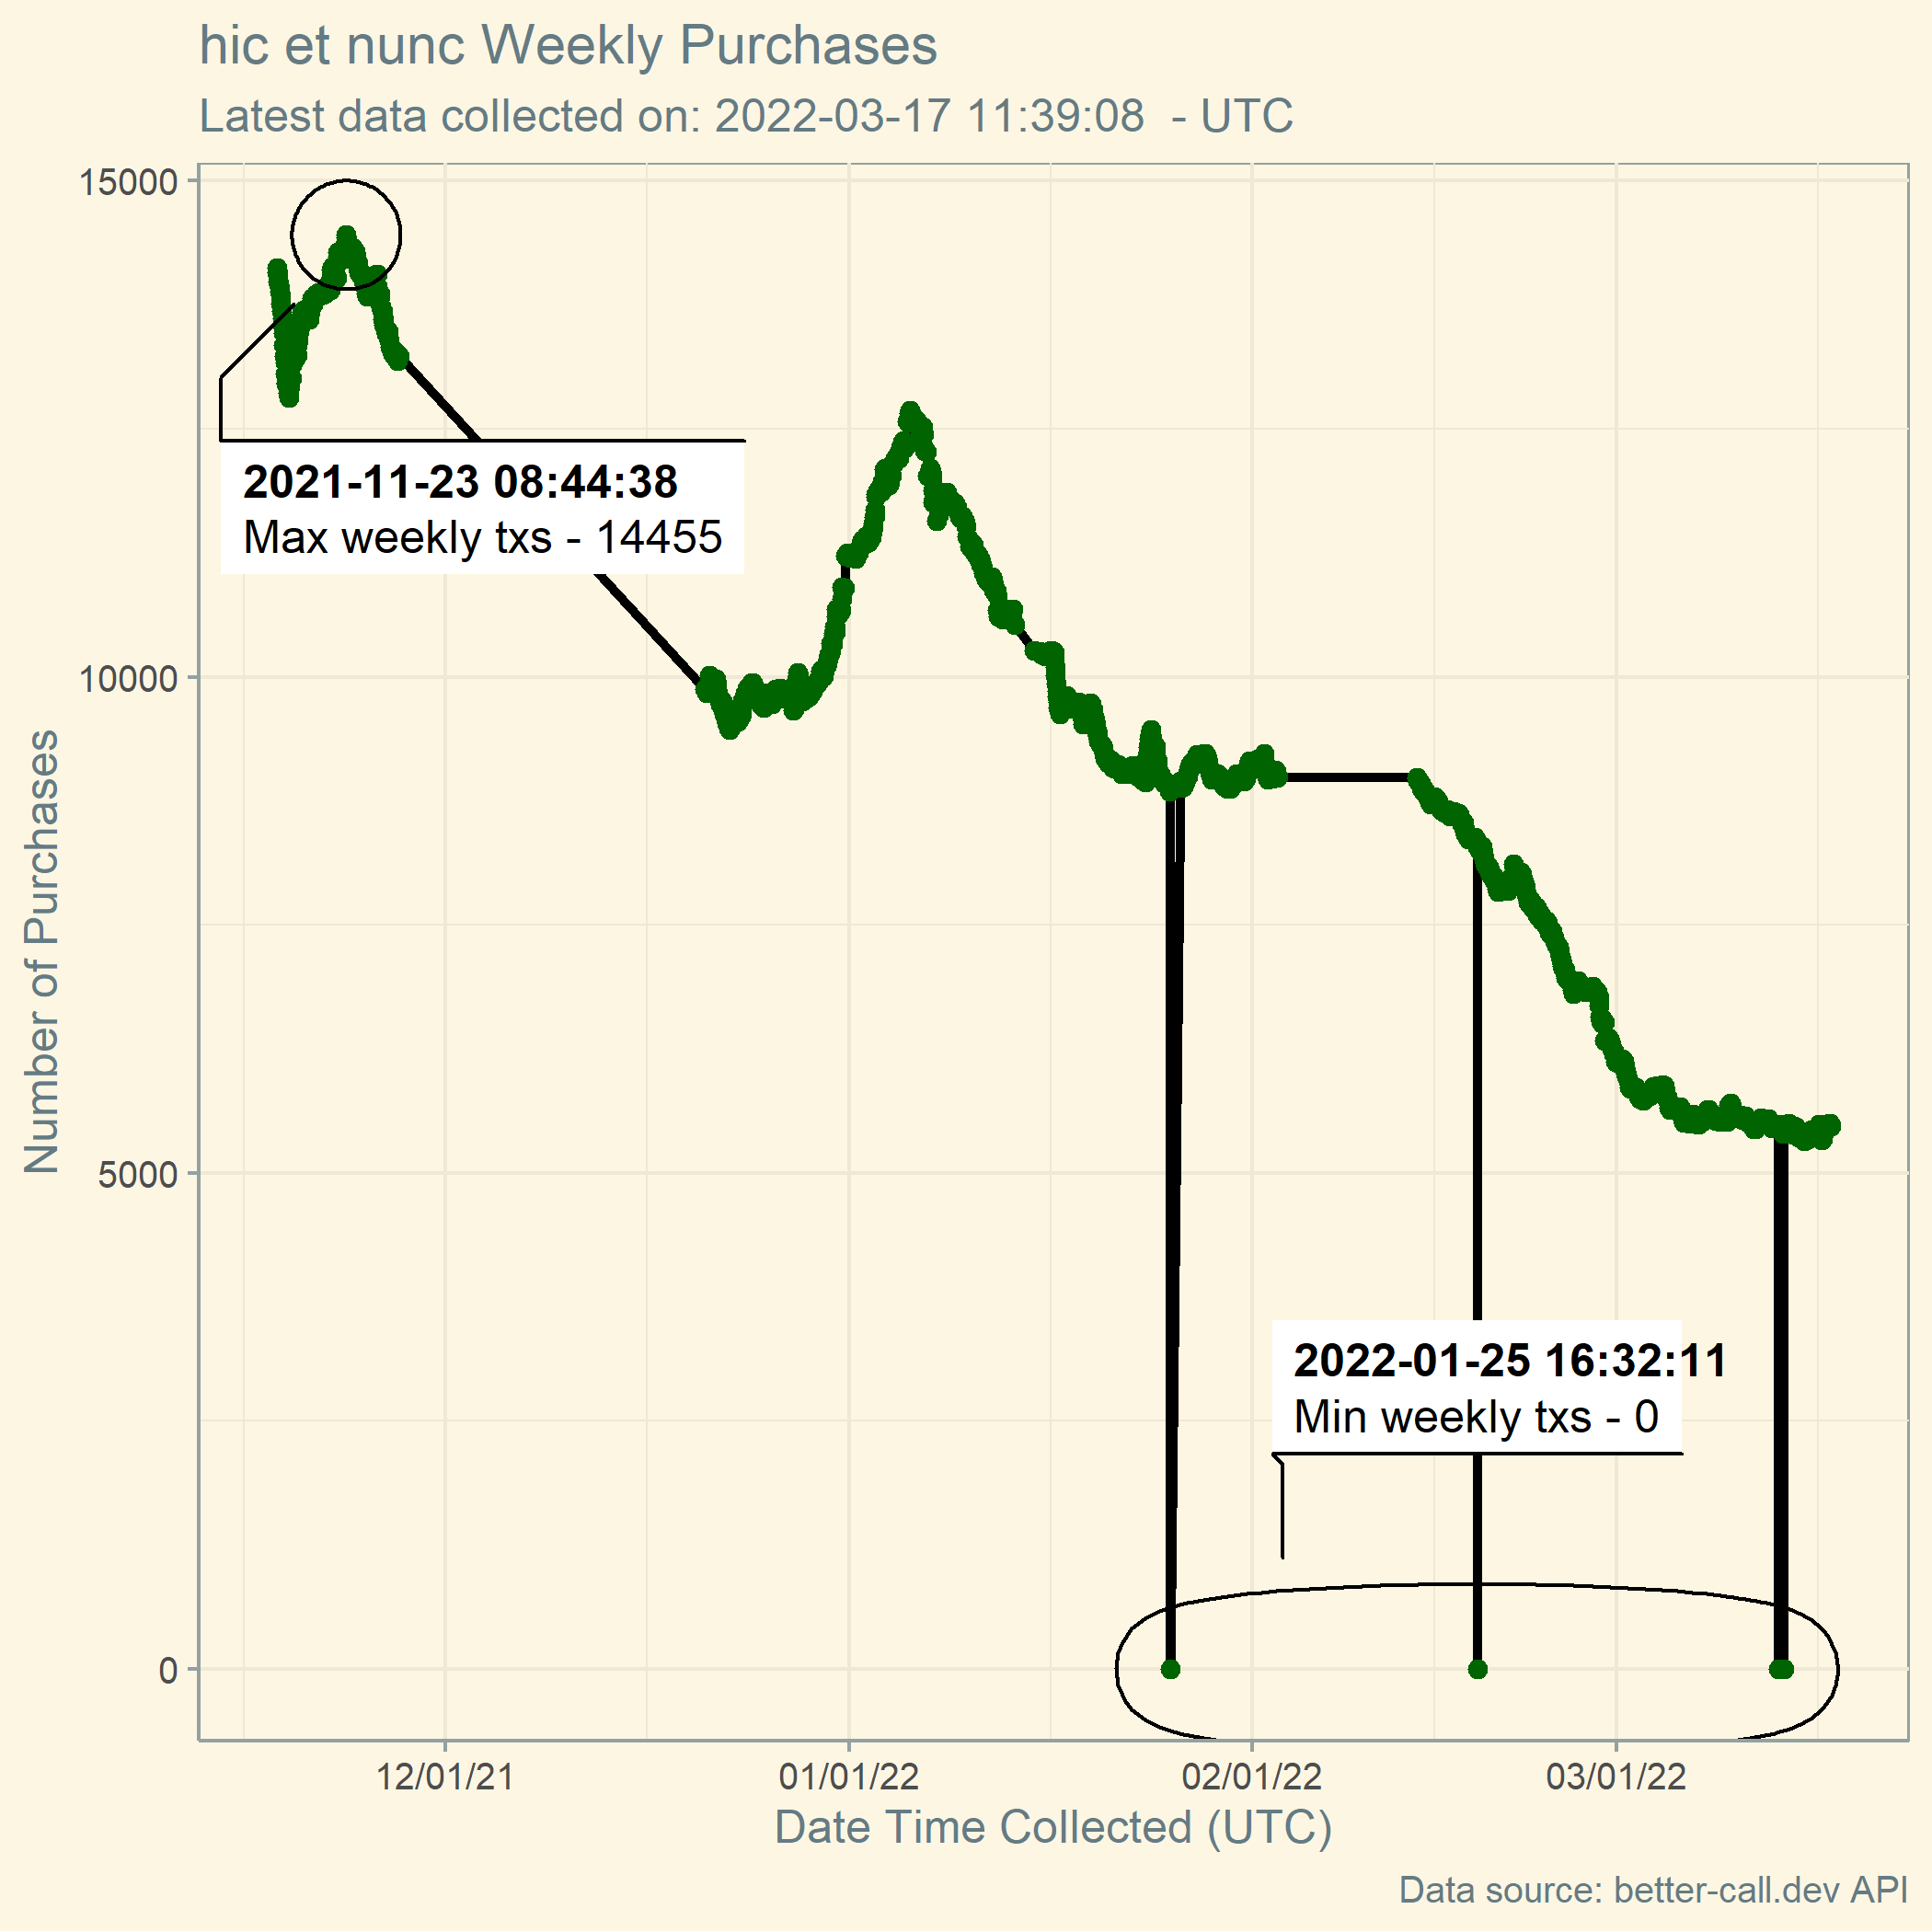 hic et nunc Weekly Purchases
Latest data collected on: 2022-03-17 11:39:08  - UTC
15000
10000
5000
0
Number of Purchases
2021-11-23 08:44:38
Max weekly txs - 14455
2022-01-25 16:32:11
Min weekly txs - 0
12/01/21
01/01/22
02/01/22
03/01/22
Date Time Collected (UTC)
Data source: better-call.dev API